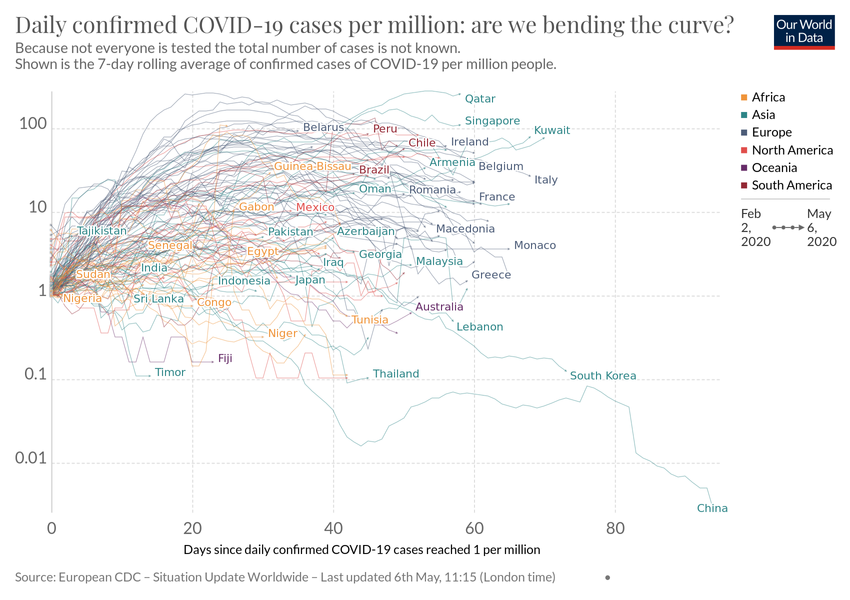 Daily confirmed COVID-19 cases per million: are we bending the curve?
Because not everyone is tested the total number of cases is not known.
Shown is the 7-day rolling average of confirmed cases of COVID-19 per million people.
Our World
in Data
Africa
Asia
Europe
North America
Oceania
South America
Feb
2,
2020
May
6,
2020
100
10
1
0.1
0.01
Qatar
Singapore
Kuwait
Belarus
Peru
Chile
Ireland
Armenia
Belgium
Guinea-Bissau
Brazil
Italy
Oman
Romania
France
Gabon
Mexico
Tajikistan
Pakistan
Azerbaijan
Macedonia
Senegal
Egypt
Georgia
Monaco
Sudan
India
Iraq
Malaysia
Greece
Indonesia
Japan
Nigeria
Sri Lanka
Congo
Australia
Tunisia
Lebanon
Niger
Fiji
Timor
Thailand
South Korea
China
0
20
40
60
80
Days since daily confirmed COVID-19 cases reached 1 per million
Source: European CDC – Situation Update Worldwide – Last updated 6th May, 11:15 (London time)